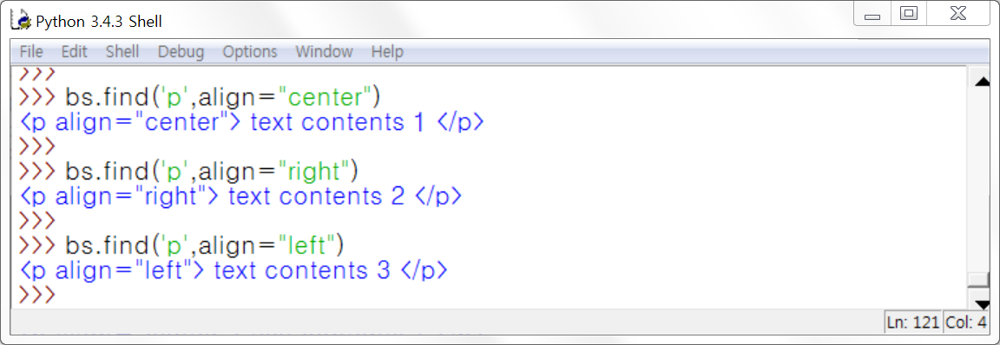 Python 3.4.3 Shell
File Edit Shell Debug Options Window Help
>>>
>>> bs.find('p',align="center")
<p align="center"> text contents 1 </p>
>>>
>>> bs.find('p',align="right")
<p align="right"> text contents 2 </p>
>>>
>>> bs.find('p',align="left")
<p align="left"> text contents 3 </p>
>>>
Ln: 121 Col: 4